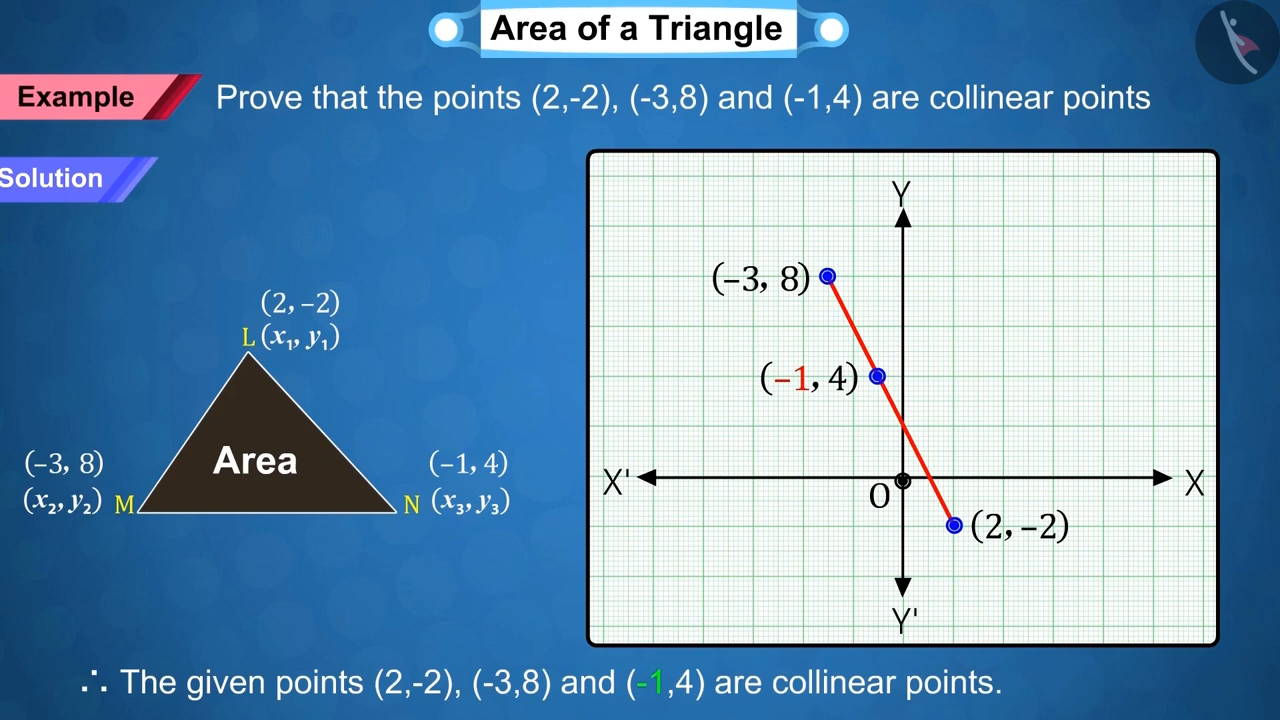 Area of a Triangle
Example
Prove that the points (2,-2), (-3,8) and (-1,4) are collinear points
Solution
(2, –2)
L (x₁, y₁)
Area
(–3, 8)
(x₂, y₂) M
(–1, 4)
N (x₃, y₃)
Y
(–3, 8)
(–1, 4)
X'
O
X
(2, –2)
Y'
∴ The given points (2,-2), (-3,8) and (-1,4) are collinear points.